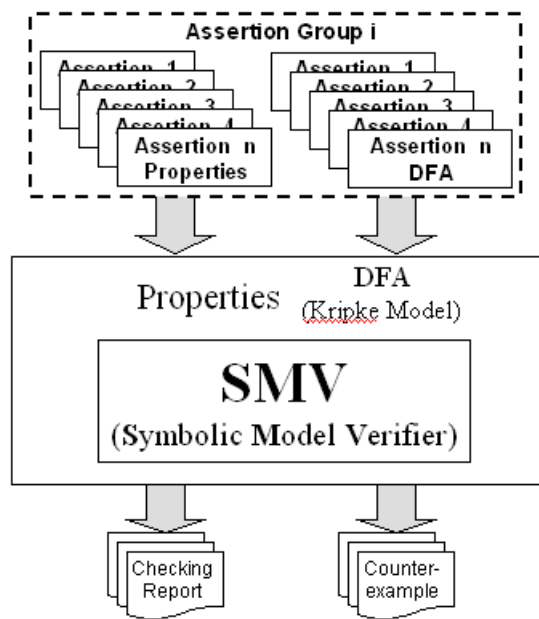 Assertion Group i
Assertion 1
Assertion 2
Assertion 3
Assertion 4
Assertion n
Properties
Assertion 1
Assertion 2
Assertion 3
Assertion 4
Assertion n
DFA
Properties
DFA
(Kripke Model)
SMV
(Symbolic Model Verifier)
Checking
Report
Counter-
example